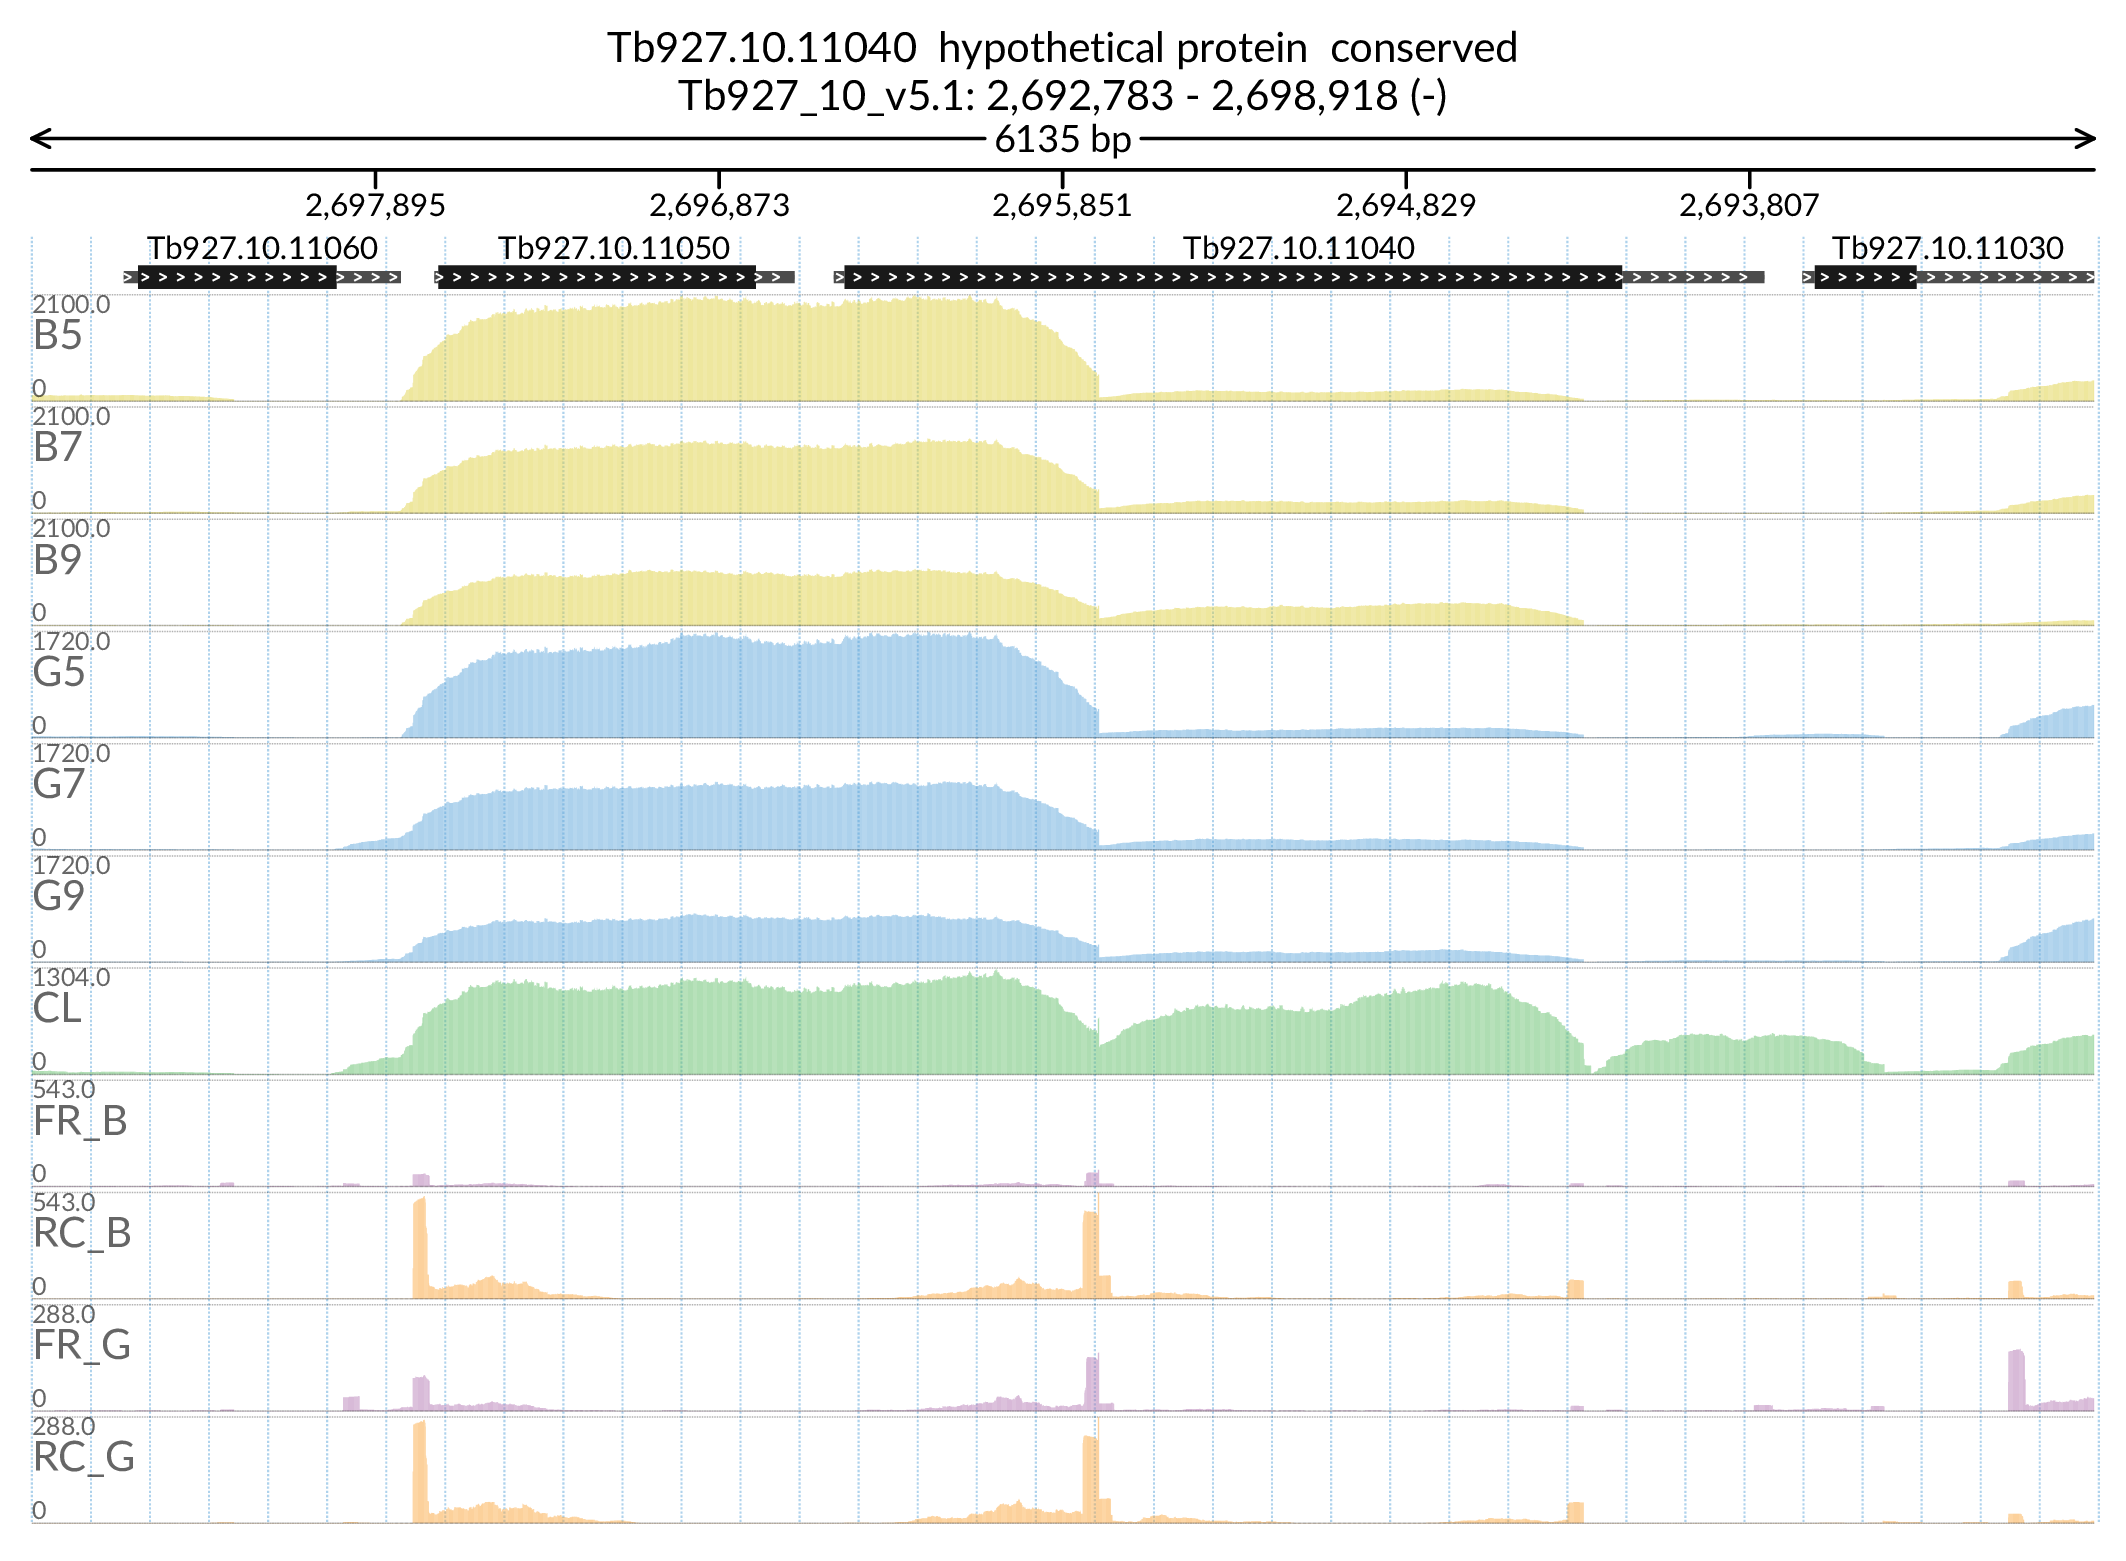 Tb927.10.11040 hypothetical protein conserved
Tb927_10_v5.1: 2,692,783 - 2,698,918 (-)
6135 bp
2,697,895 2,696,873 2,695,851 2,694,829 2,693,807
Tb927.10.11060 Tb927.10.11050 Tb927.10.11040 Tb927.10.11030
2100.0
B5
0
2100.0
B7
0
2100.0
B9
0
1720.0
G5
0
1720.0
G7
0
1720.0
G9
0
1304.0
CL
0
543.0
FR_B
0
543.0
RC_B
0
288.0
FR_G
0
288.0
RC_G
0